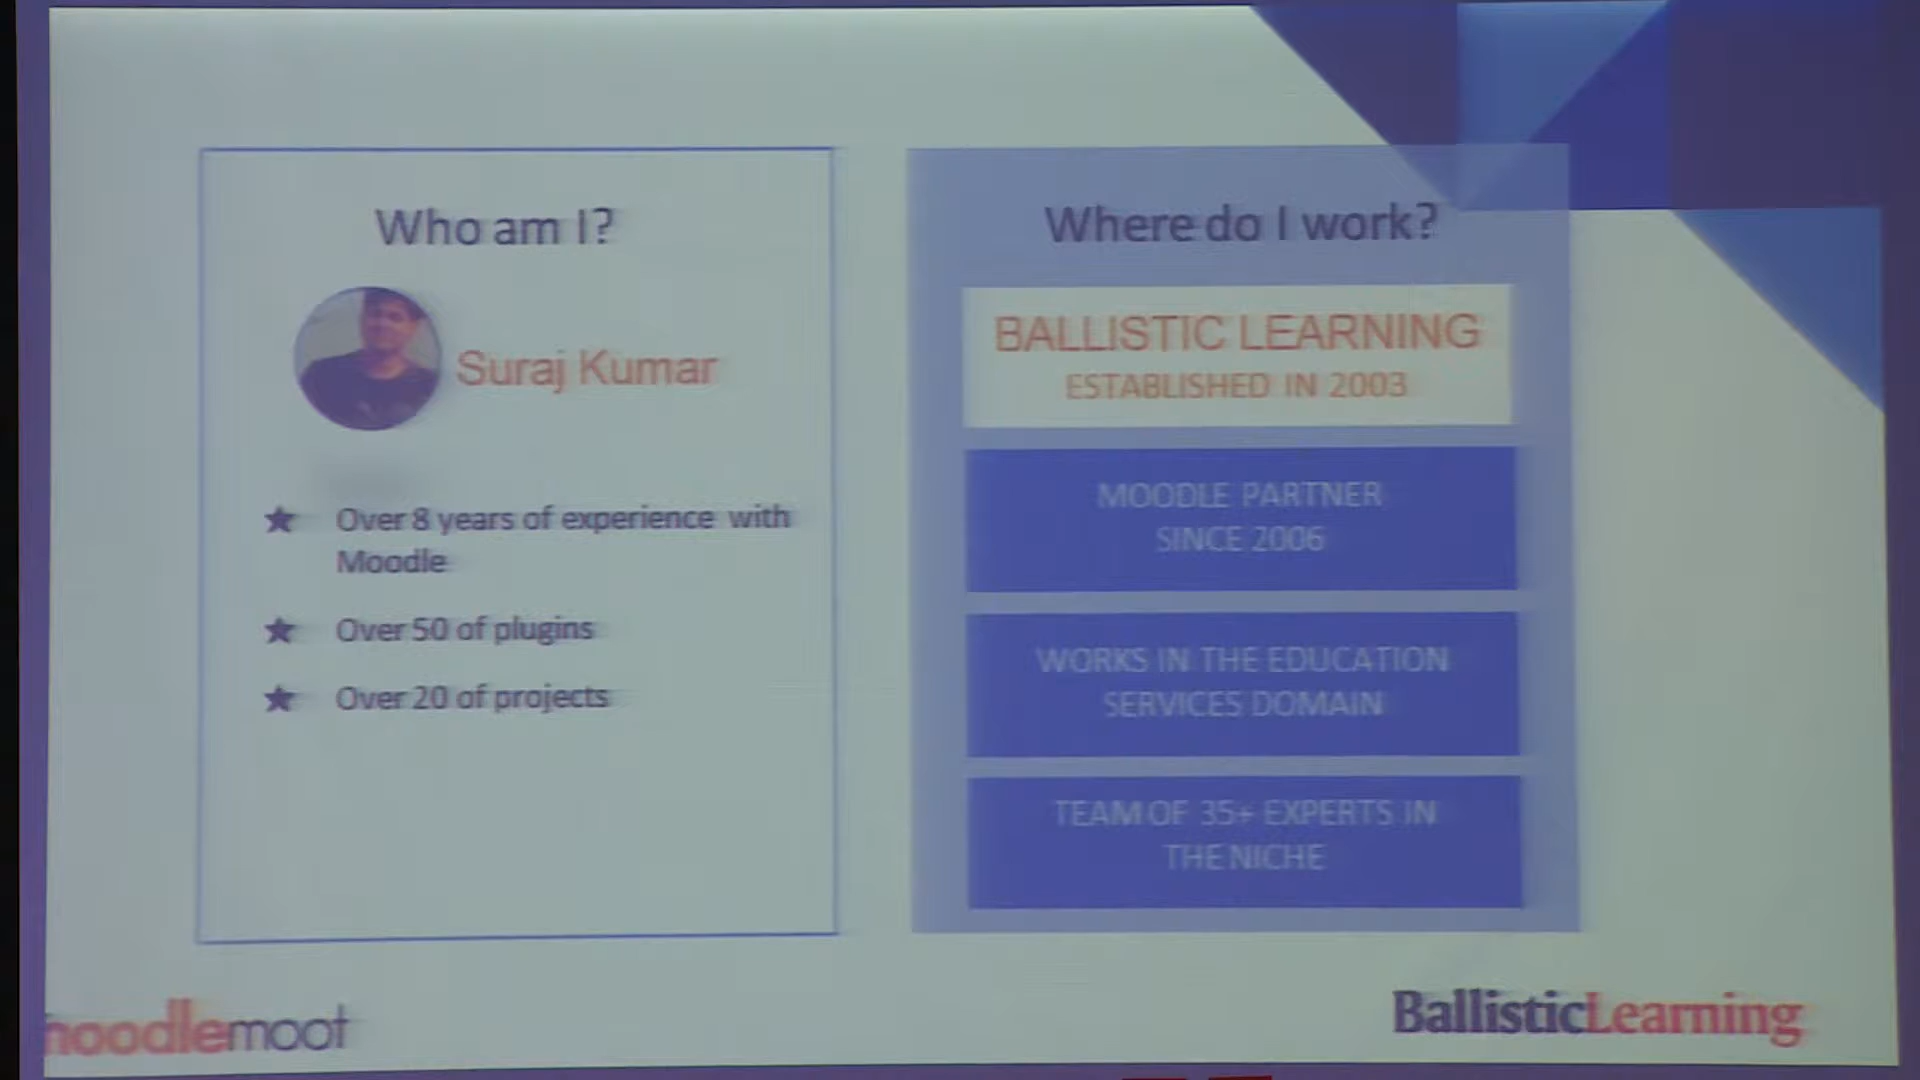 Who am I?
Suraj Kumar
★ Over 8 years of experience with
Moodle
★ Over 50 of plugins
★ Over 20 of projects
Where do I work?
BALLISTIC LEARNING
ESTABLISHED IN 2003
MOODLE PARTNER
SINCE 2006
WORKS IN THE EDUCATION
SERVICES DOMAIN
TEAM OF 35+ EXPERTS IN
THE NICHE
moodlemoot
BallisticLearning